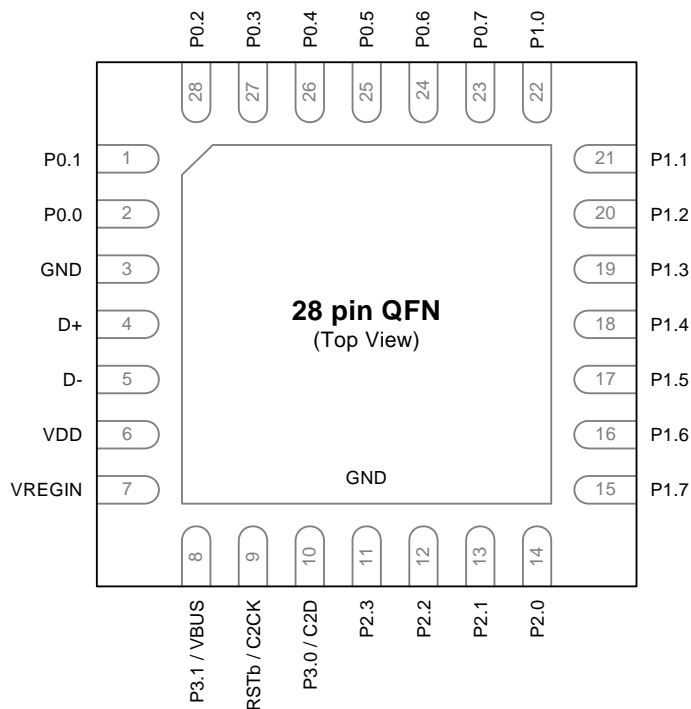 P0.2
P0.3
P0.4
P0.5
P0.6
P0.7
P1.0
28
27
26
25
24
23
22
P0.1
1
21
P1.1
P0.0
2
20
P1.2
GND
3
19
P1.3
28 pin QFN
(Top View)
D+
4
18
P1.4
D-
5
17
P1.5
VDD
6
16
P1.6
VREGIN
7
GND
15
P1.7
8
9
10
11
12
13
14
P3.1 / VBUS
RSTb / C2CK
P3.0 / C2D
P2.3
P2.2
P2.1
P2.0